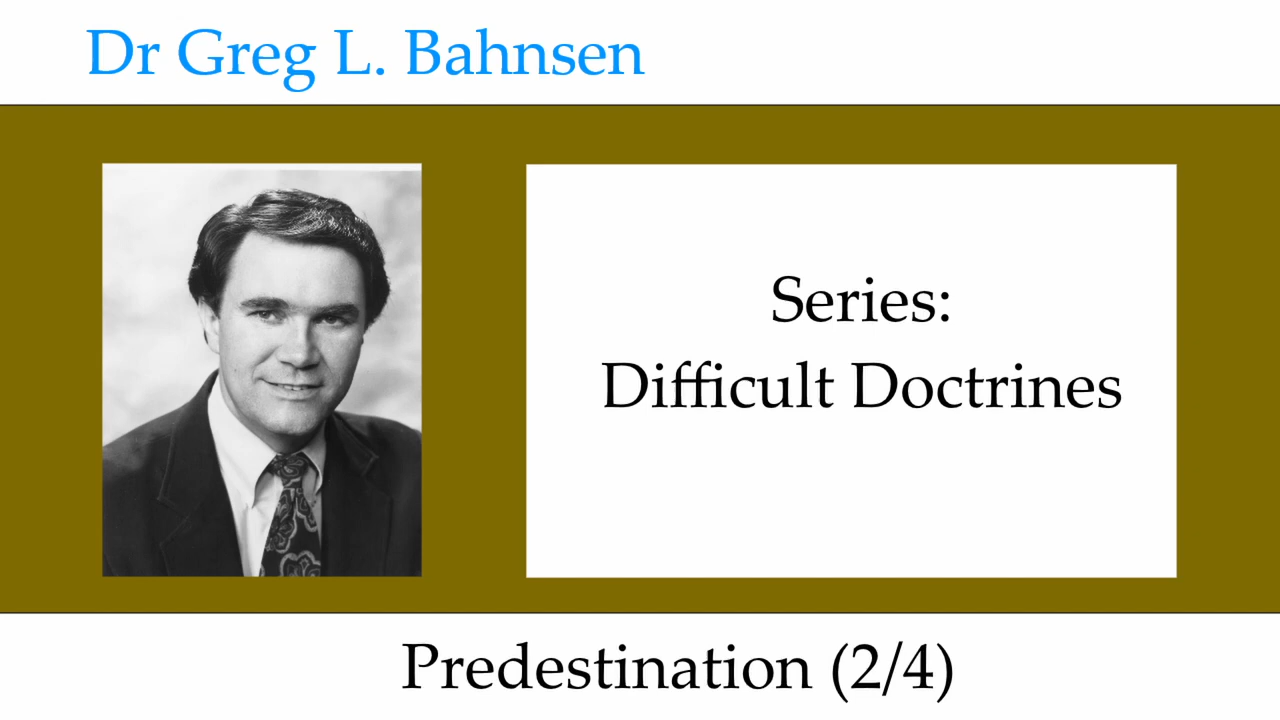 Dr Greg L. Bahnsen
Series:
Difficult Doctrines
Predestination (2/4)